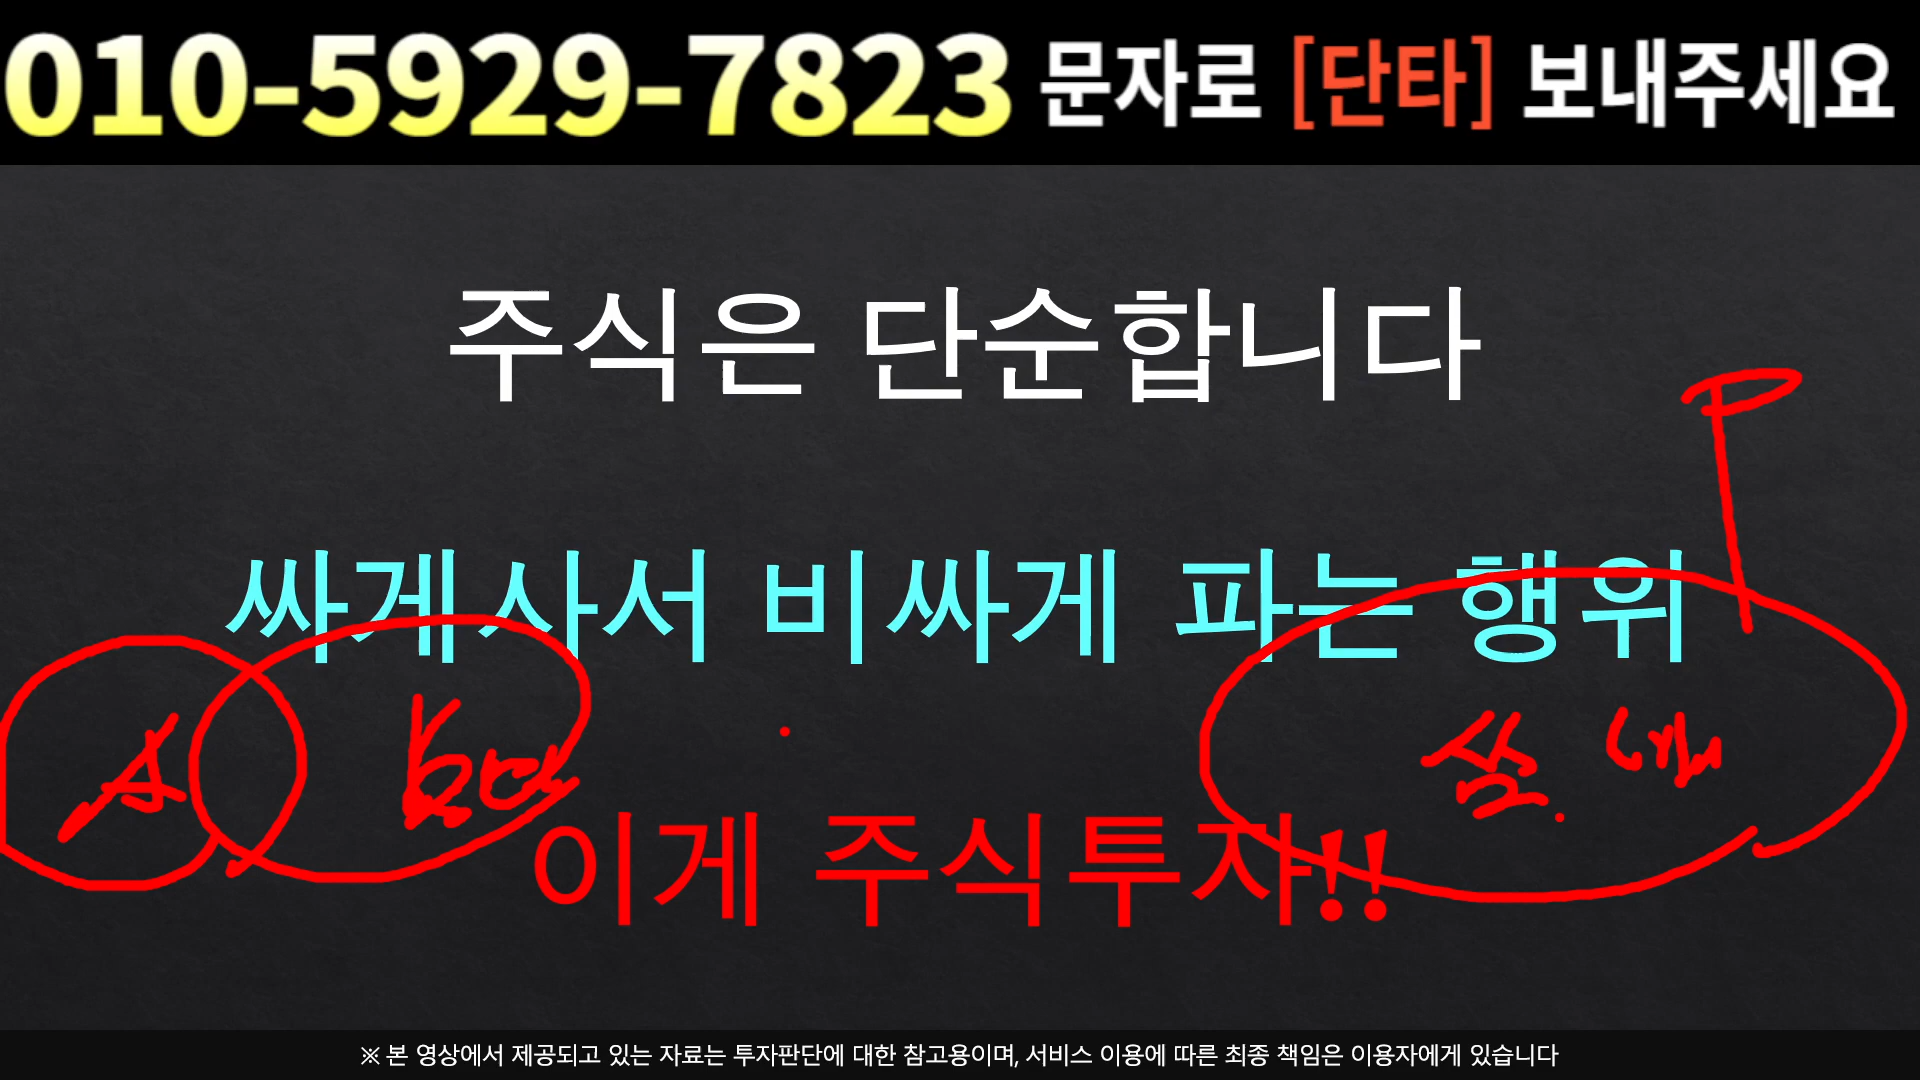 010-5929-7823 문자로 [단타] 보내주세요
주식은 단순합니다
싸게사서 비싸게 파는 행위
이게 주식투자!!
※ 본 영상에서 제공되고 있는 자료는 투자판단에 대한 참고용이며, 서비스 이용에 따른 최종 책임은 이용자에게 있습니다